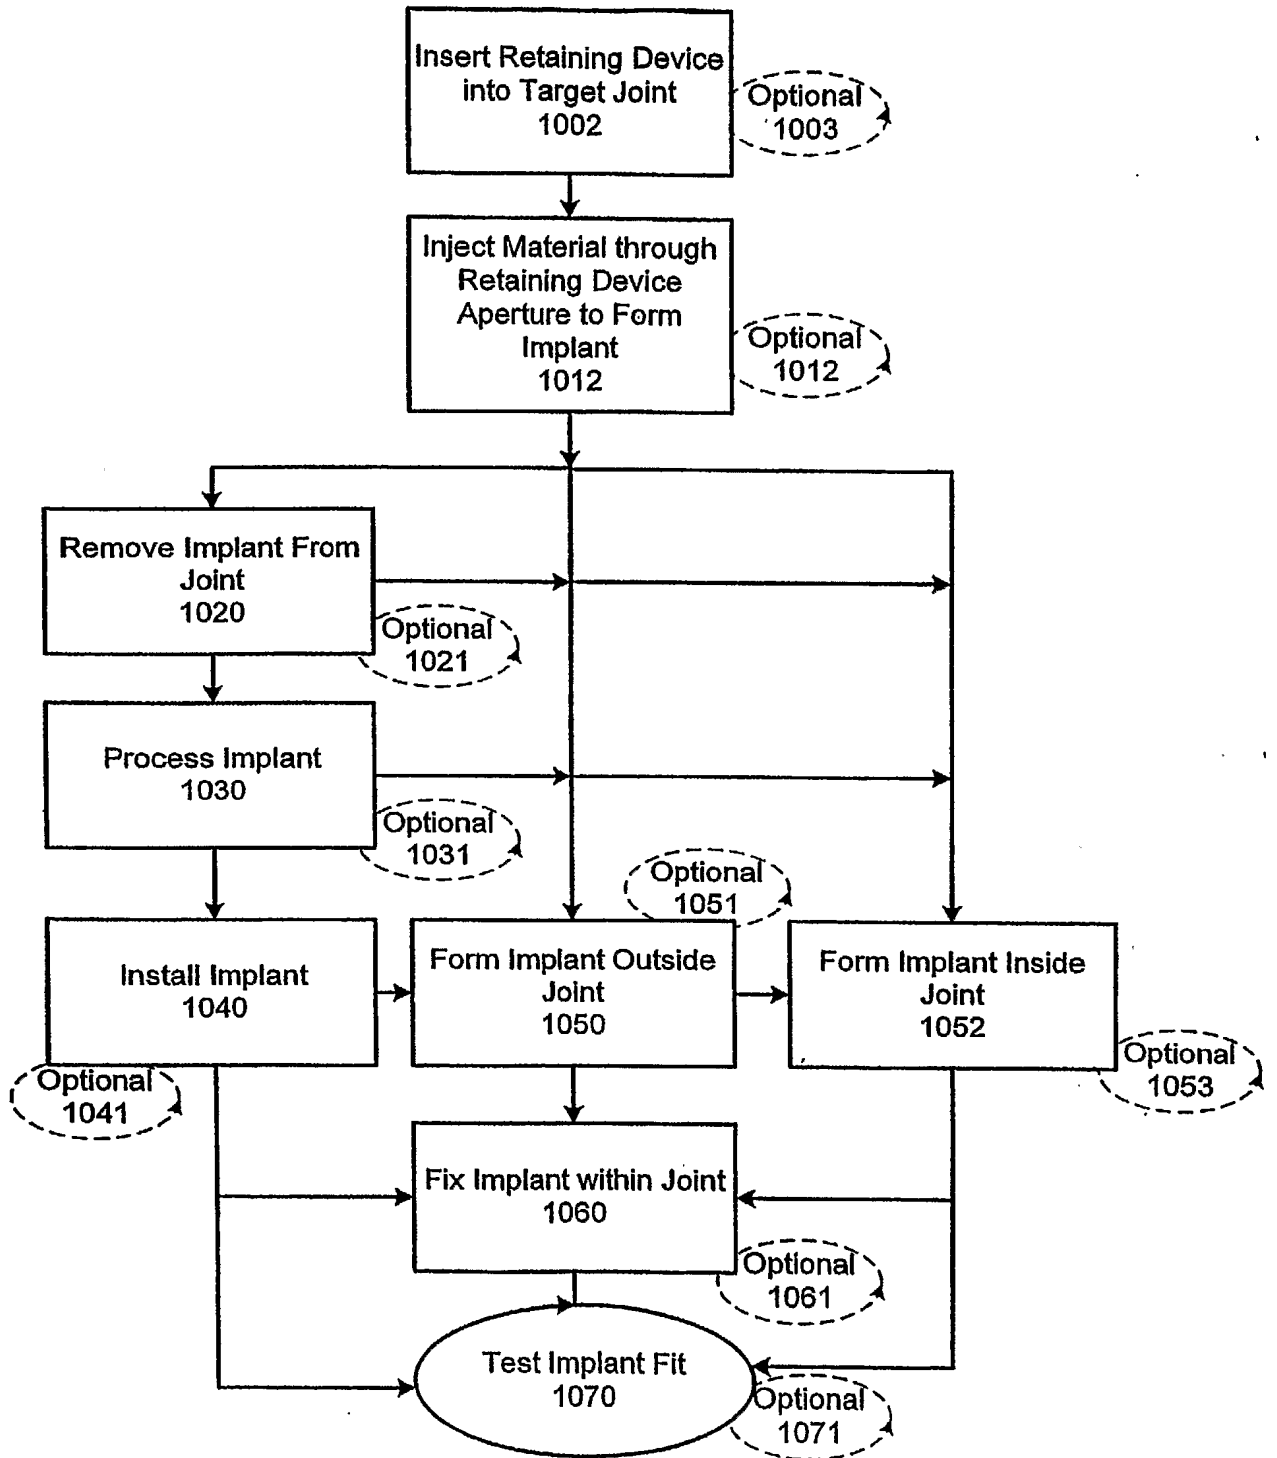 Insert Retaining Device
into Target Joint
1002
Optional
1003
Inject Material through
Retaining Device
Aperture to Form
Implant
1012
Optional
1012
Remove Implant From
Joint
1020
Optional
1021
Process Implant
1030
Optional
1031
Optional
1051
Install Implant
1040
Form Implant Outside
Joint
1050
Form Implant Inside
Joint
1052
Optional
1041
Optional
1053
Fix Implant within Joint
1060
Optional
1061
Test Implant Fit
1070
Optional
1071